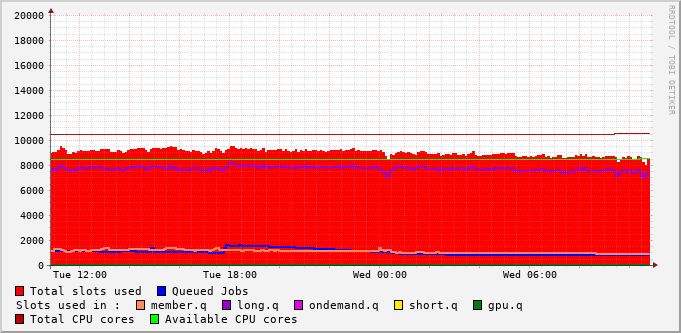 20000
18000
16000
14000
12000
10000
8000
6000
4000
2000
0
Tue 12:00 Tue 18:00 Wed 00:00 Wed 06:00
RRDTOOL / TOBI OETIKER
Total slots used Queued Jobs
Slots used in : member.q long.q ondemand.q short.q gpu.q
Total CPU cores Available CPU cores